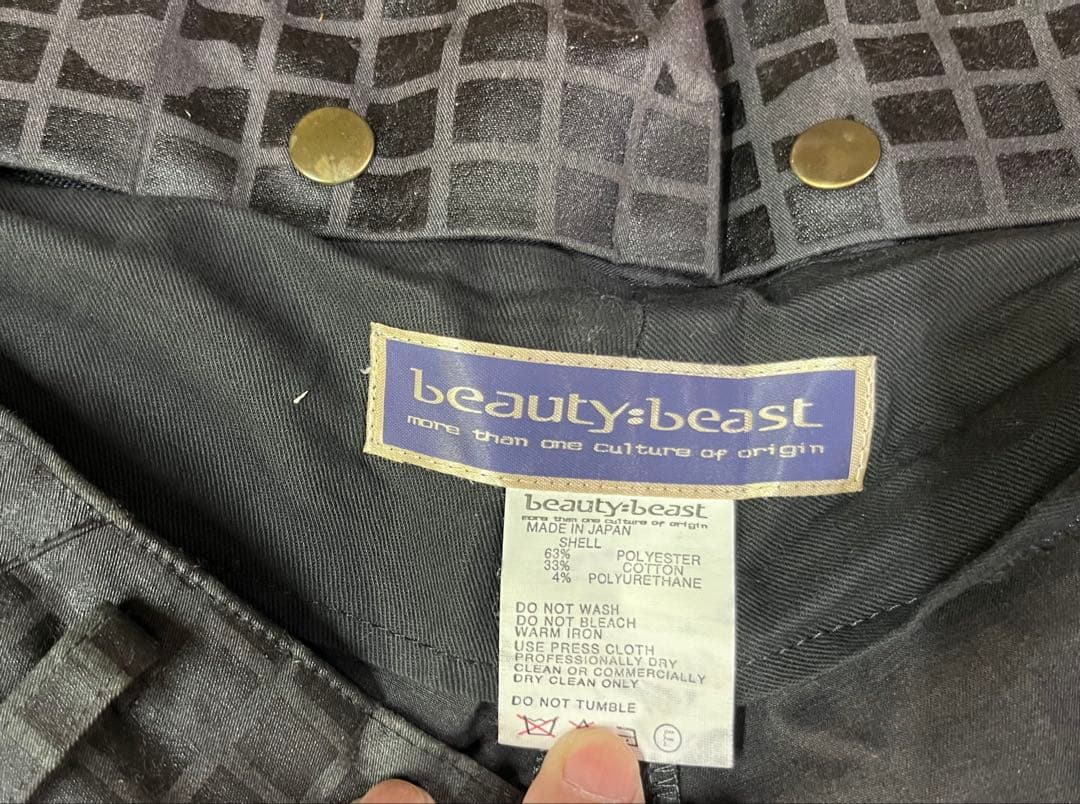 beauty:beast
more than one culture of origin
beauty:beast
more than one culture of origin
MADE IN JAPAN
SHELL
63% POLYESTER
33% COTTON
4% POLYURETHANE
DO NOT WASH
DO NOT BLEACH
WARM IRON
USE PRESS CLOTH
PROFESSIONALLY DRY
CLEAN OR COMMERCIALLY
DRY CLEAN ONLY
DO NOT TUMBLE
F